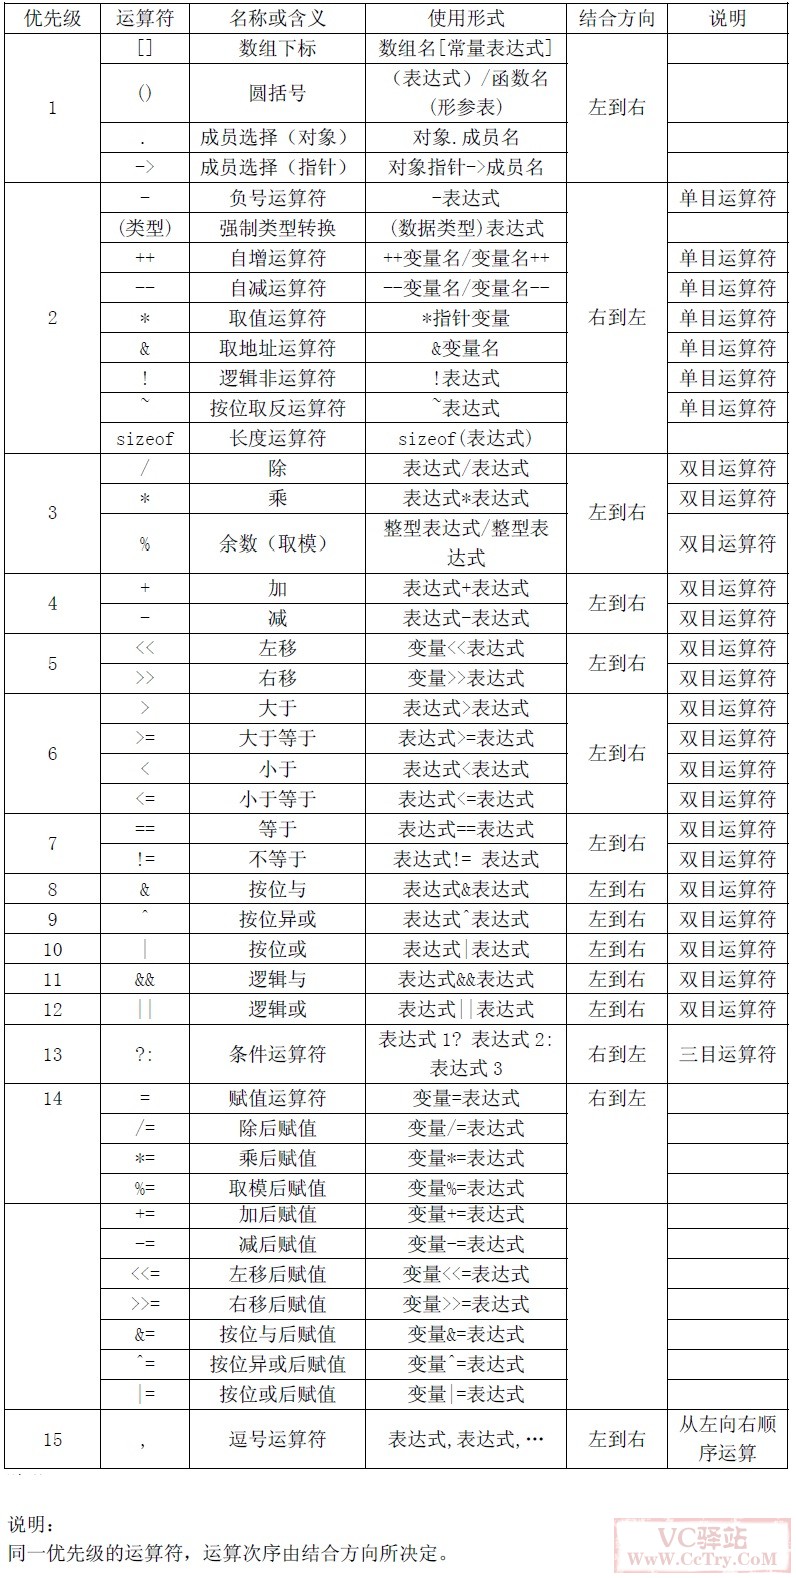 优先级 运算符 名称或含义 使用形式 结合方向 说明
1 [] 数组下标 数组名[常量表达式] 左到右
() 圆括号 （表达式）/函数名
(形参表)
. 成员选择（对象） 对象.成员名
-> 成员选择（指针） 对象指针->成员名
2 - 负号运算符 -表达式 右到左 单目运算符
(类型) 强制类型转换 (数据类型)表达式
++ 自增运算符 ++变量名/变量名++ 单目运算符
-- 自减运算符 --变量名/变量名-- 单目运算符
* 取值运算符 *指针变量 单目运算符
& 取地址运算符 &变量名 单目运算符
! 逻辑非运算符 !表达式 单目运算符
~ 按位取反运算符 ~表达式 单目运算符
sizeof 长度运算符 sizeof(表达式)
3 / 除 表达式/表达式 左到右 双目运算符
* 乘 表达式*表达式 双目运算符
% 余数（取模） 整型表达式/整型表
达式 双目运算符
4 + 加 表达式+表达式 左到右 双目运算符
- 减 表达式-表达式 双目运算符
5 << 左移 变量<<表达式 左到右 双目运算符
>> 右移 变量>>表达式 双目运算符
6 > 大于 表达式>表达式 左到右 双目运算符
>= 大于等于 表达式>=表达式 双目运算符
< 小于 表达式<表达式 双目运算符
<= 小于等于 表达式<=表达式 双目运算符
7 == 等于 表达式==表达式 左到右 双目运算符
!= 不等于 表达式!= 表达式 双目运算符
8 & 按位与 表达式&表达式 左到右 双目运算符
9 ^ 按位异或 表达式^表达式 左到右 双目运算符
10 | 按位或 表达式|表达式 左到右 双目运算符
11 && 逻辑与 表达式&&表达式 左到右 双目运算符
12 || 逻辑或 表达式||表达式 左到右 双目运算符
13 ?: 条件运算符 表达式1? 表达式2:
表达式3 右到左 三目运算符
14 = 赋值运算符 变量=表达式 右到左
/= 除后赋值 变量/=表达式
*= 乘后赋值 变量*=表达式
%= 取模后赋值 变量%=表达式
+= 加后赋值 变量+=表达式
-= 减后赋值 变量-=表达式
<<= 左移后赋值 变量<<=表达式
>>= 右移后赋值 变量>>=表达式
&= 按位与后赋值 变量&=表达式
^= 按位异或后赋值 变量^=表达式
|= 按位或后赋值 变量|=表达式
15 , 逗号运算符 表达式,表达式,… 左到右 从左向右顺
序运算
说明：
同一优先级的运算符，运算次序由结合方向所决定。
VC驿站
WwW.CcTry.CoM